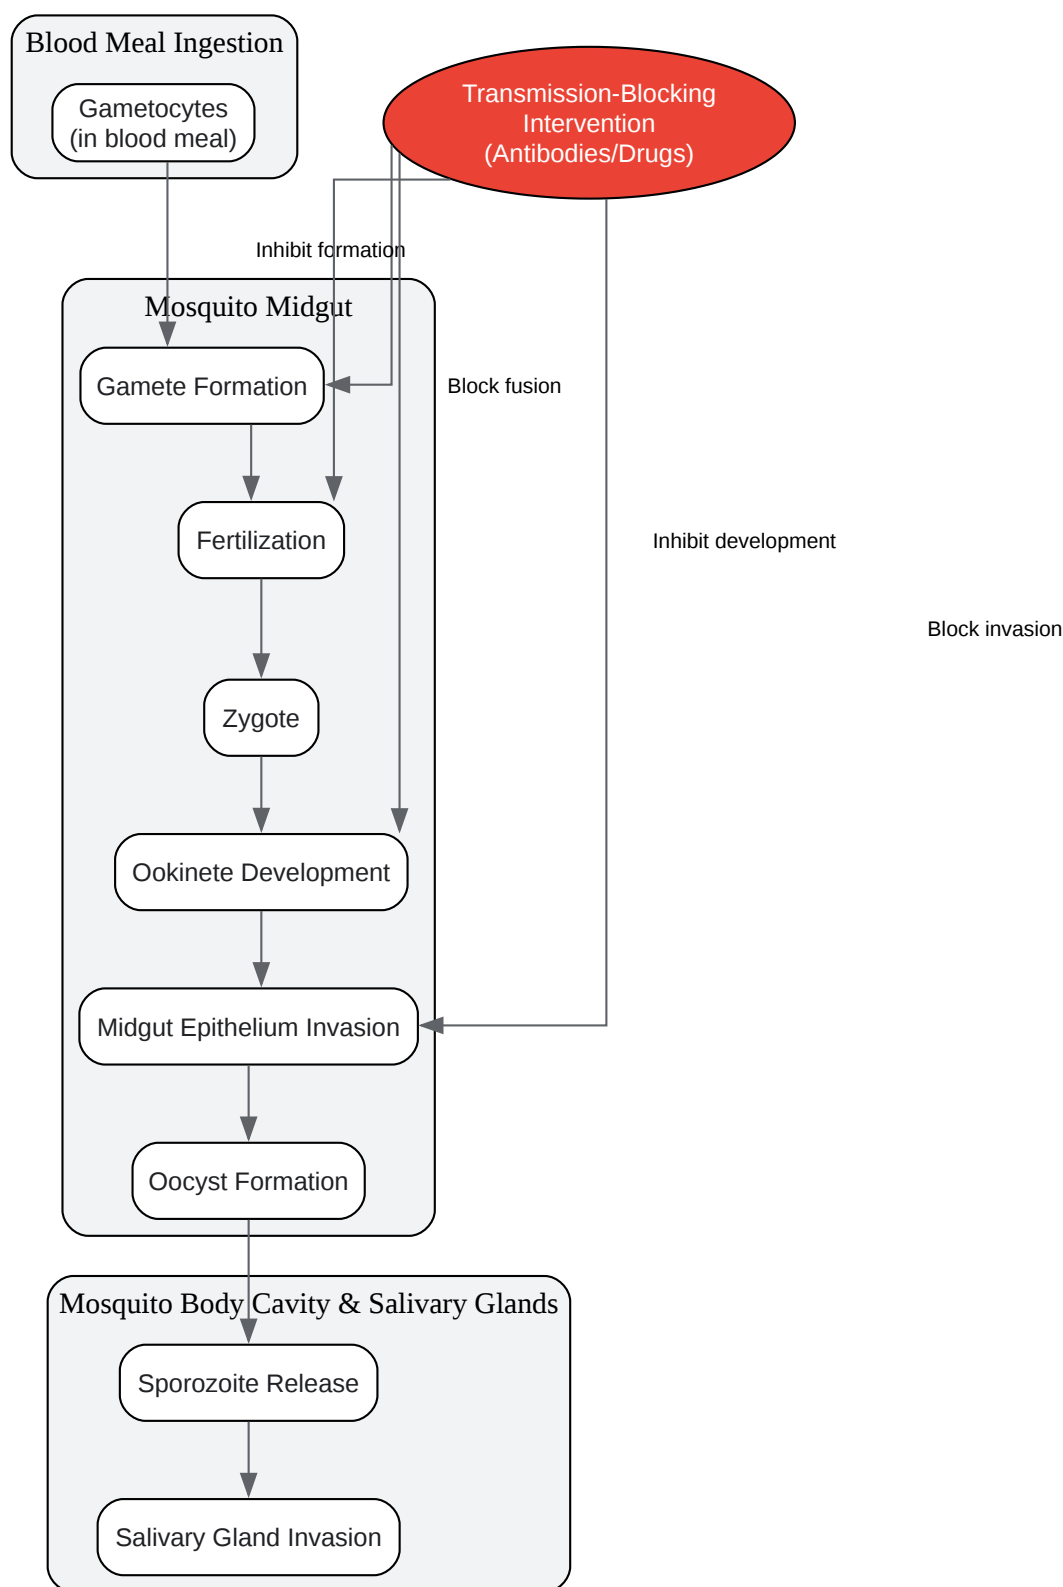 Blood Meal Ingestion
Gametocytes
(in blood meal)
Transmission-Blocking
Intervention
(Antibodies/Drugs)
Inhibit formation
Mosquito Midgut
Gamete Formation
Block fusion
Fertilization
Inhibit development
Block invasion
Zygote
Ookinete Development
Midgut Epithelium Invasion
Oocyst Formation
Mosquito Body Cavity & Salivary Glands
Sporozoite Release
Salivary Gland Invasion